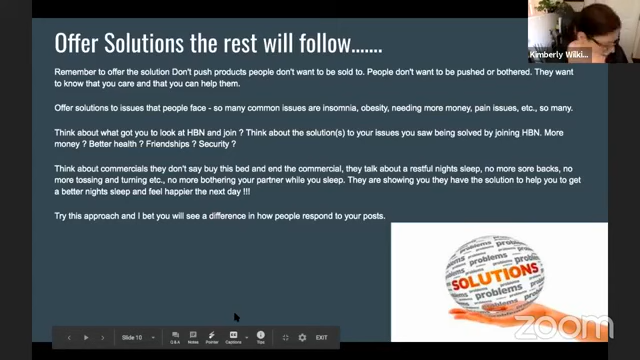 Offer Solutions the rest will follow.......
Kimberly Wilki...
Remember to offer the solution Don't push products people don't want to be sold to. People don't want to be pushed or bothered. They want
to know that you care and that you can help them.
Offer solutions to issues that people face - so many common issues are insomnia, obesity, needing more money, pain issues, etc., so many.
Think about what got you to look at HBN and join ? Think about the solution(s) to your issues you saw being solved by joining HBN. More
money ? Better health ? Friendships ? Security ?
Think about commercials they don't say buy this bed and end the commercial, they talk about a restful nights sleep, no more sore backs, no
more tossing and turning etc., no more bothering your partner while you sleep. They are showing you they have the solution to help you to get
a better nights sleep and feel happier the next day !!!
Try this approach and I bet you will see a difference in how people respond to your posts.
problems
problems
problems
SOLUTIONS
problems
problems
zoom
Slide 10
Q&A
Notes
Pointer
Captions
Tips
EXIT